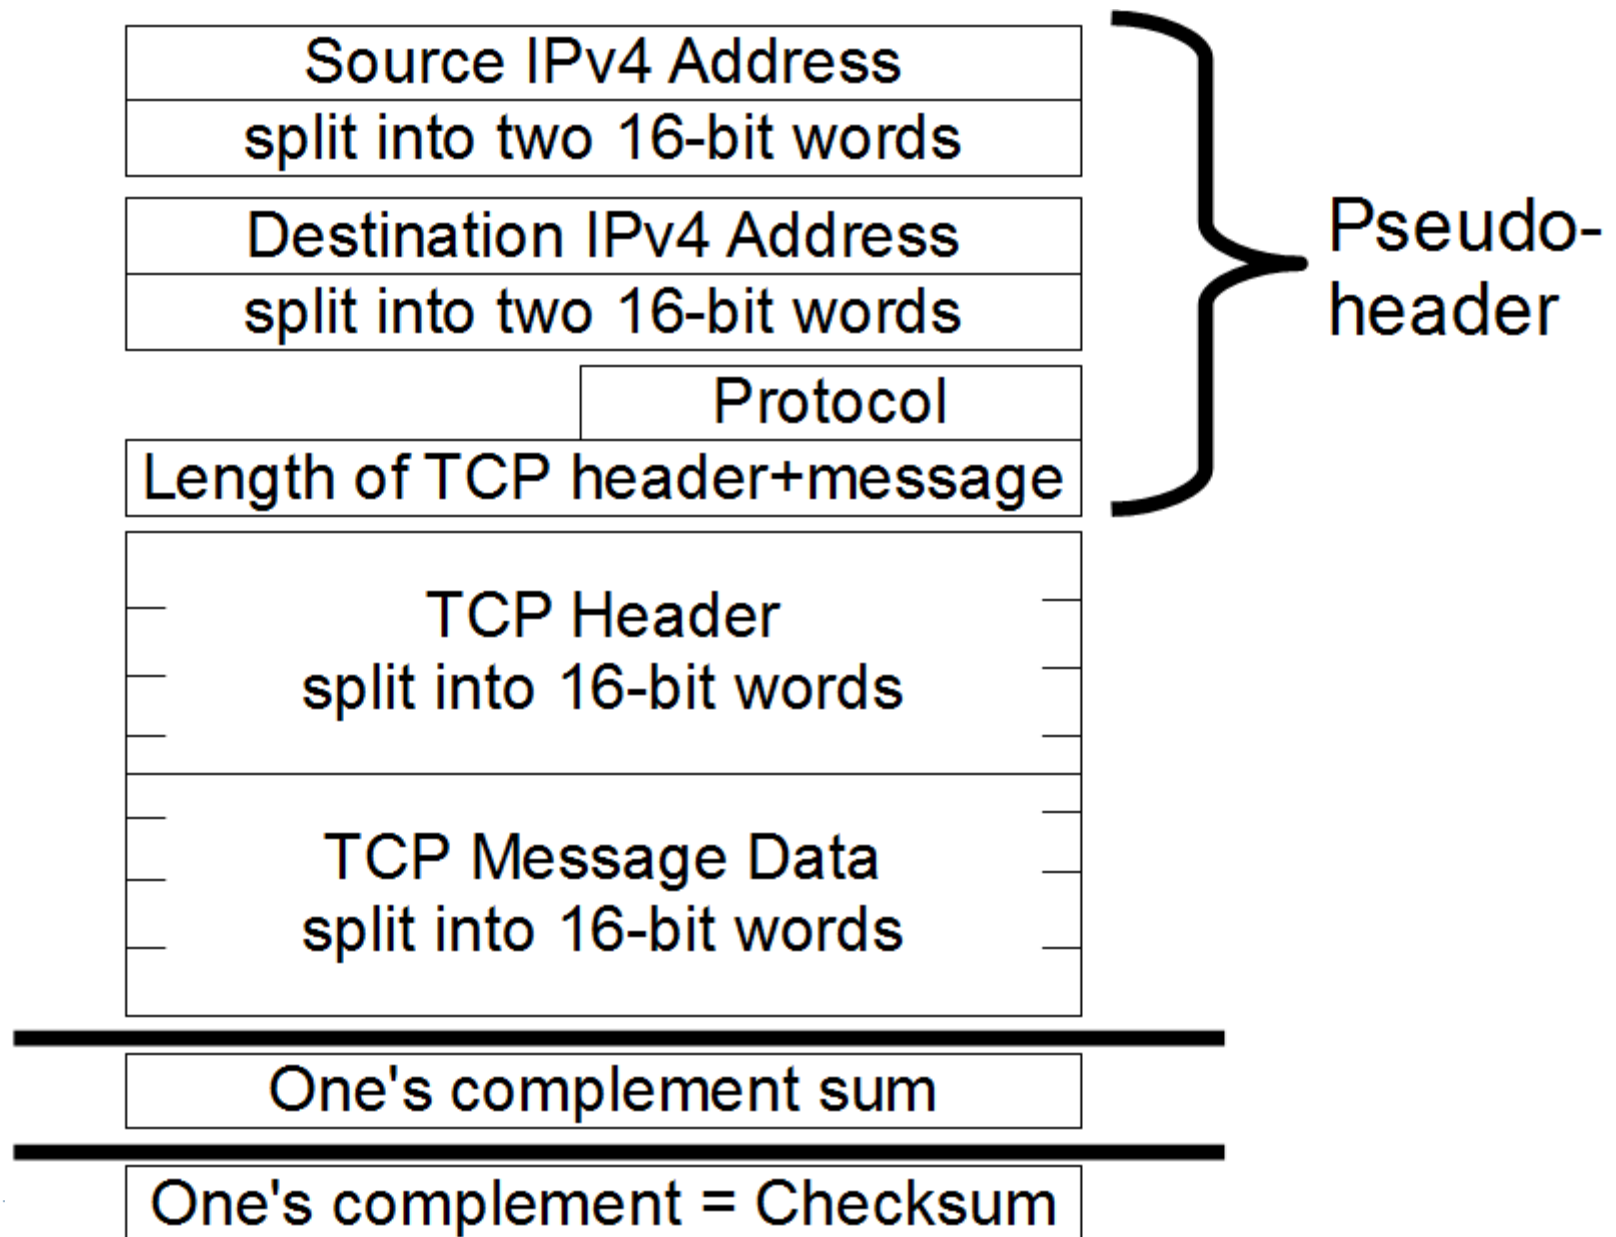 Source IPv4 Address
split into two 16-bit words
Destination IPv4 Address
split into two 16-bit words
Pseudo-
header
Protocol
Length of TCP header+message
TCP Header
split into 16-bit words
TCP Message Data
split into 16-bit words
One's complement sum
One's complement = Checksum